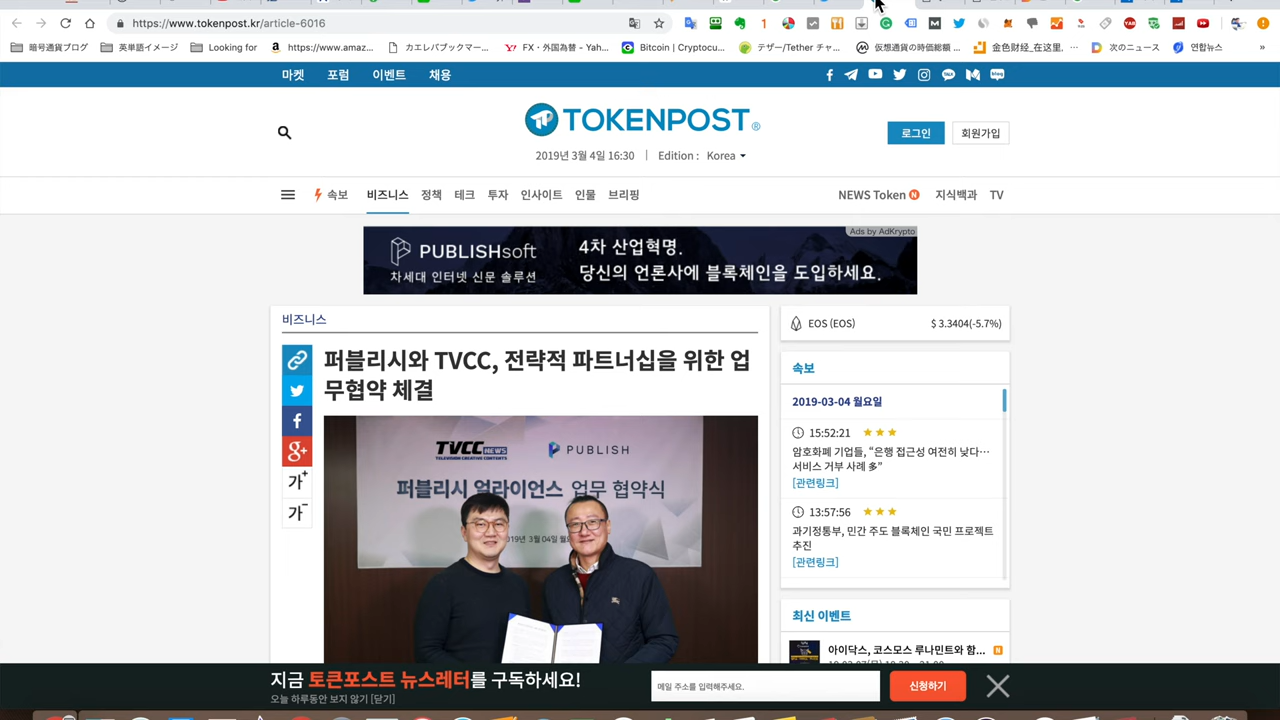 https://www.tokenpost.kr/article-6016
暗号通貨ブログ
英単語イメージ
Looking for
https://www.amaz...
カエレバブックマー...
FX・外国為替 - Yah...
Bitcoin | Cryptocu...
テザー/Tether チャ...
仮想通貨の時価総額 ...
金色财经_在这里, ...
次のニュース
연합뉴스
»
마켓 포럼 이벤트 채용
TOKENPOST®
2019년 3월 4일 16:30 | Edition : Korea
로그인 회원가입
속보 비즈니스 정책 테크 투자 인사이트 인물 브리핑
NEWS Token N 지식백과 TV
Ads by AdKrypto
PUBLISHsoft
차세대 인터넷 신문 솔루션
4차 산업혁명.
당신의 언론사에 블록체인을 도입하세요.
비즈니스
퍼블리시와 TVCC, 전략적 파트너십을 위한 업
무협약 체결
가+
가-
TVCC NEWS
TELEVISION CREATIVE CONTENTS
PUBLISH
퍼블리시 얼라이언스 업무 협약식
EOS (EOS) $ 3.3404(-5.7%)
속보
2019-03-04 월요일
15:52:21 ★★★
암호화폐 기업들, “은행 접근성 여전히 낮다…
서비스 거부 사례 多”
[관련링크]
13:57:56 ★★★
과기정통부, 민간 주도 블록체인 국민 프로젝트
추진
[관련링크]
최신 이벤트
아이닥스, 코스모스 루나민트와 함... N
지금 토큰포스트 뉴스레터를 구독하세요!
오늘 하루동안 보지 않기 [닫기]
메일 주소를 입력해주세요.
신청하기